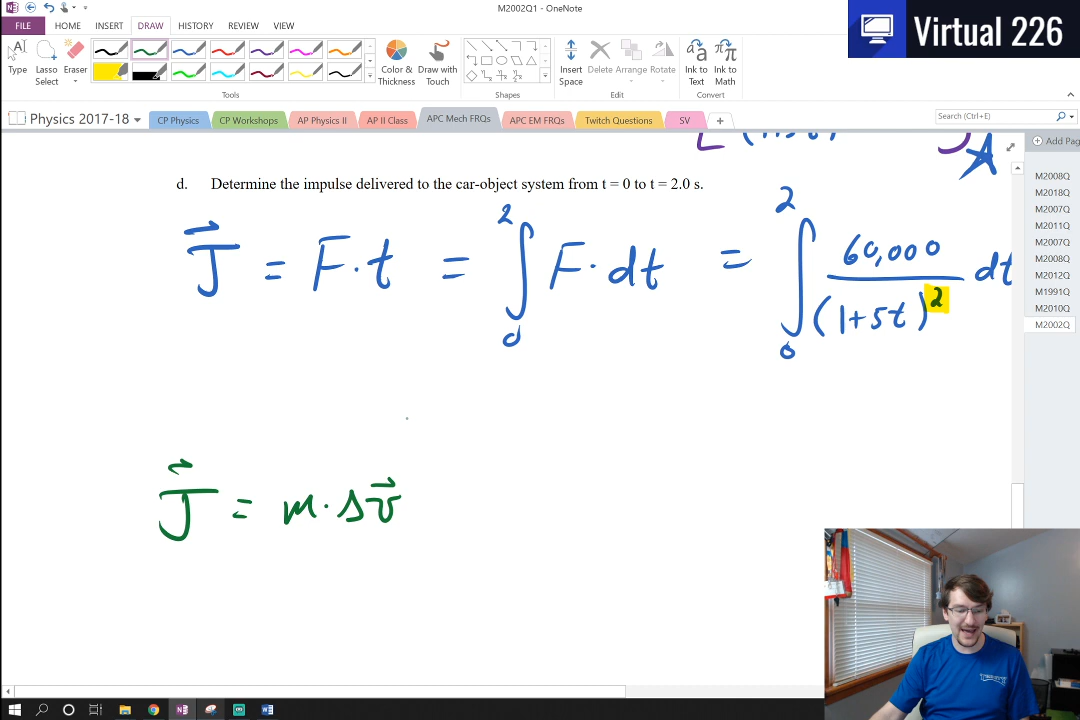 M2002Q1 - OneNote
FILE HOME INSERT DRAW HISTORY REVIEW VIEW
Virtual 226
Type
Lasso Select
Eraser
Color & Thickness
Draw with Touch
Insert Space
Delete
Arrange
Rotate
Ink to Text
Ink to Math
Tools
Shapes
Edit
Convert
Physics 2017-18
CP Physics
CP Workshops
AP Physics II
AP II Class
APC Mech FRQs
APC EM FRQs
Twitch Questions
SV
Search (Ctrl+E)
Add Pag
M2008Q
M2018Q
M2007Q
M2011Q
M2007Q
M2008Q
M2012Q
M1991Q
M2010Q
M2002Q
d. Determine the impulse delivered to the car-object system from t = 0 to t = 2.0 s.
J⃗ = F·t = ∫₀² F·dt = ∫₀² 60,000/(1+5t)² dt
J⃗ = m·Δv⃗